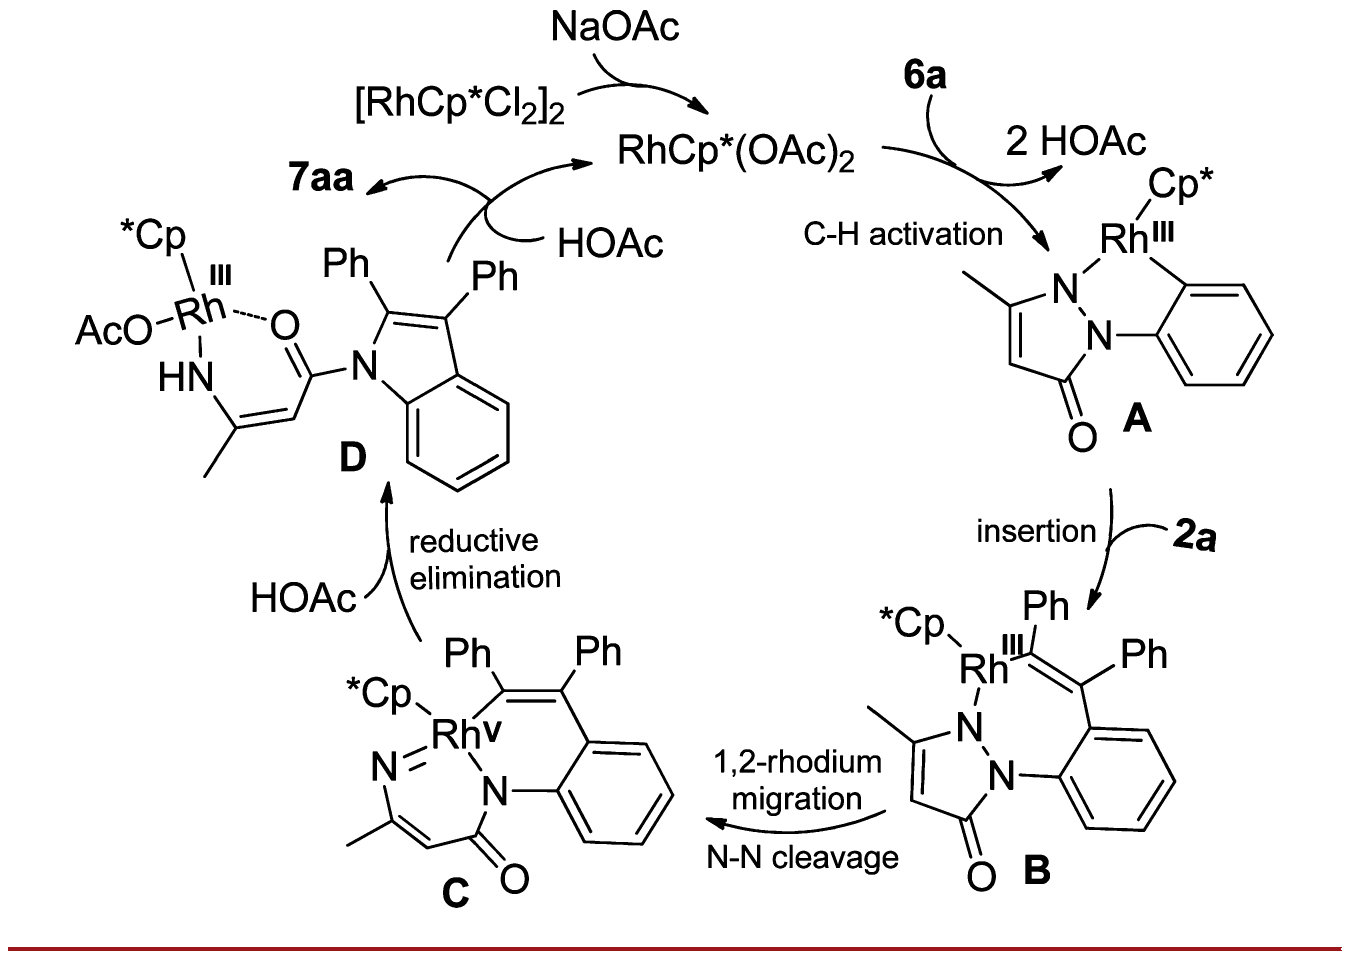 NaOAc
[RhCp*Cl2]2
RhCp*(OAc)2
6a
2 HOAc
C-H activation
Cp*
Rh III
N
N
O
A
insertion
2a
Ph
Ph
*Cp
Rh III
N
N
O
B
1,2-rhodium
migration
N-N cleavage
Ph
Ph
*Cp
Rh V
N
N
O
C
HOAc
reductive
elimination
*Cp
III
Rh
AcO
O
HN
N
Ph
Ph
D
7aa
HOAc